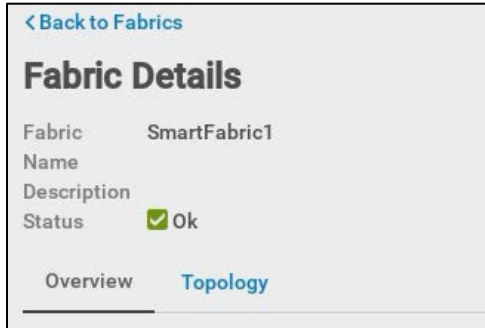 Back to Fabrics
Fabric Details
Fabric SmartFabric1
Name
Description
Status Ok
Overview Topology